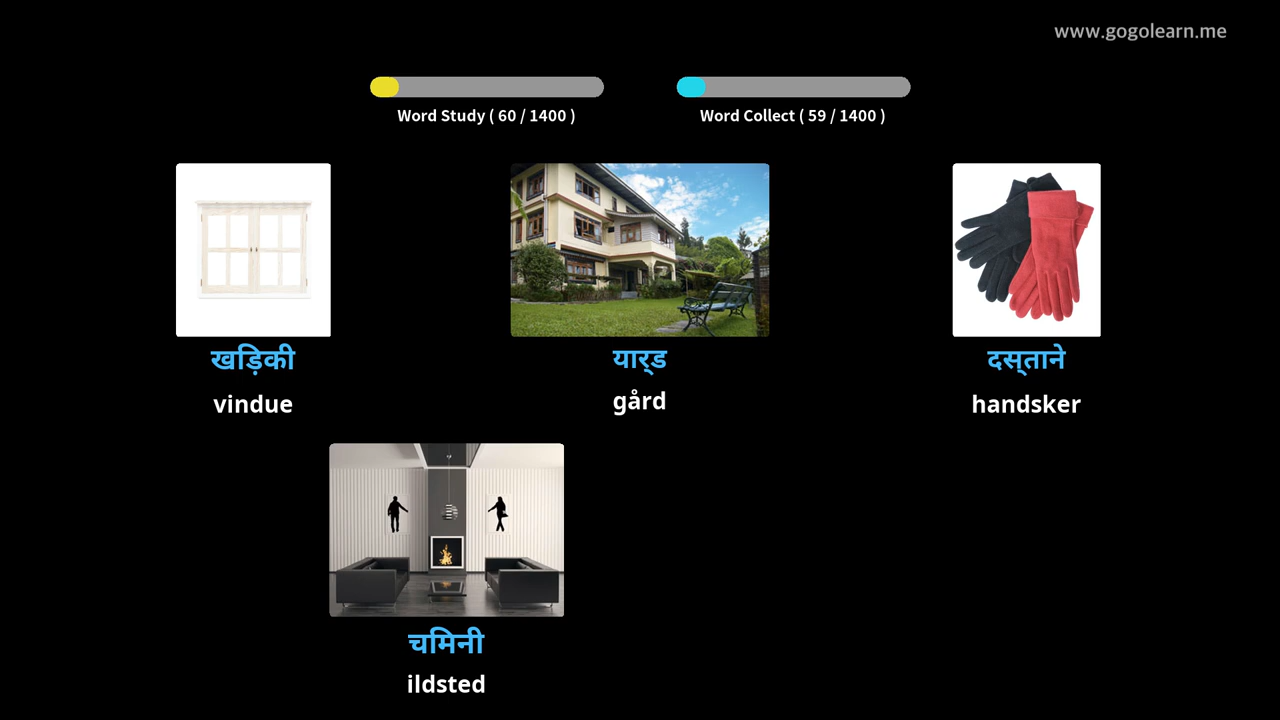 www.gogolearn.me
Word Study ( 60 / 1400 )
Word Collect ( 59 / 1400 )
खड़िकी
vindue
यार्‌ड
gård
दस्‌ताने
handsker
चमिनी
ildsted